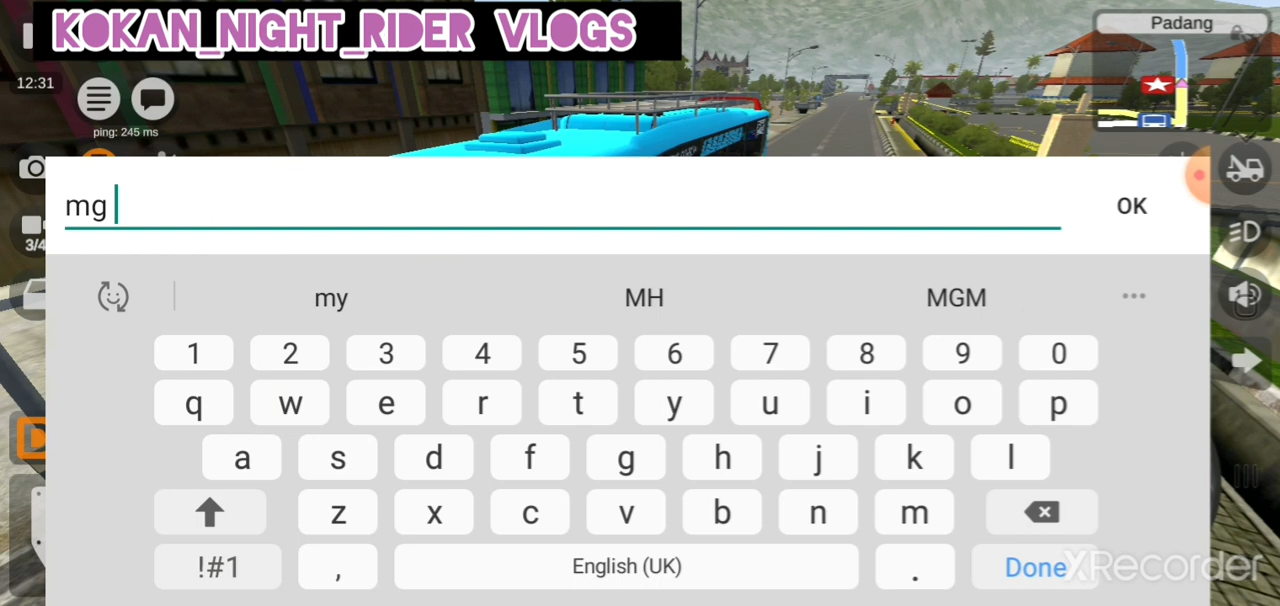 KOKAN_NIGHT_RIDER VLOGS
Padang
12:31
ping: 245 ms
3/4
mg
OK
my MH MGM
1 2 3 4 5 6 7 8 9 0
q w e r t y u i o p
a s d f g h j k l
z x c v b n m
!#1 , English (UK) . Done
XRecorder